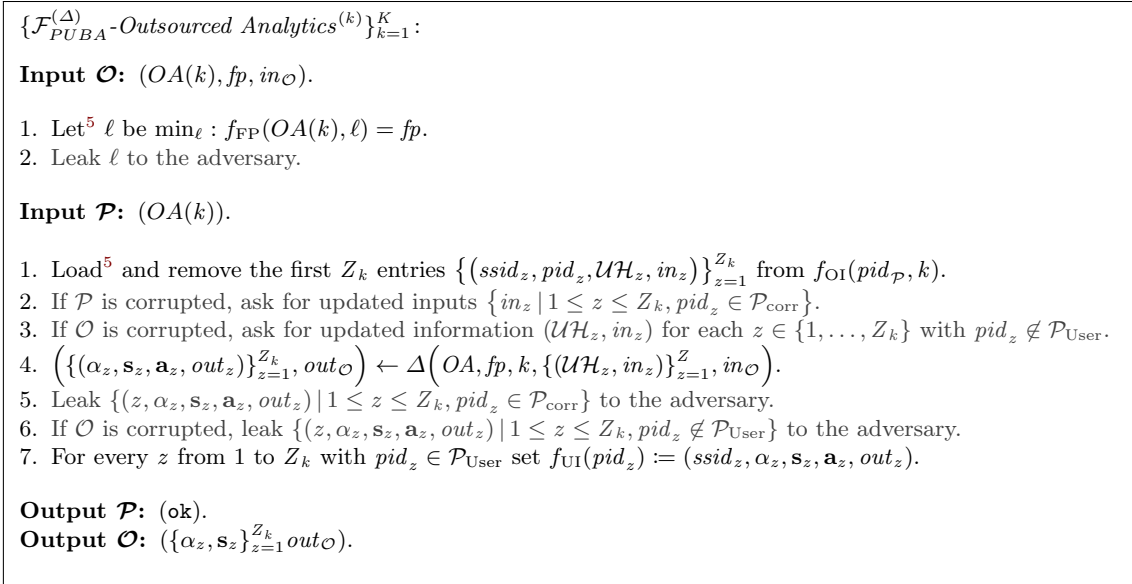 {𝓕_{PUBA}^{(Δ)}-Outsourced Analytics^{(k)}}_{k=1}^{K}:
Input 𝓞: (OA(k), fp, in_𝓞).
1. Let⁵ ℓ be min_ℓ : f_FP(OA(k), ℓ) = fp.
2. Leak ℓ to the adversary.
Input 𝓟: (OA(k)).
1. Load⁵ and remove the first Z_k entries {(ssid_z, pid_z, 𝒰𝓗_z, in_z)}_{z=1}^{Z_k} from f_OI(pid_𝓟, k).
2. If 𝓟 is corrupted, ask for updated inputs {in_z | 1 ≤ z ≤ Z_k, pid_z ∈ 𝓟_corr}.
3. If 𝓞 is corrupted, ask for updated information (𝒰𝓗_z, in_z) for each z ∈ {1, …, Z_k} with pid_z ∉ 𝓟_User.
4. ({(α_z, 𝐬_z, 𝐚_z, out_z)}_{z=1}^{Z_k}, out_𝓞) ← Δ(OA, fp, k, {(𝒰𝓗_z, in_z)}_{z=1}^{Z}, in_𝓞).
5. Leak {(z, α_z, 𝐬_z, 𝐚_z, out_z) | 1 ≤ z ≤ Z_k, pid_z ∈ 𝓟_corr} to the adversary.
6. If 𝓞 is corrupted, leak {(z, α_z, 𝐬_z, 𝐚_z, out_z) | 1 ≤ z ≤ Z_k, pid_z ∉ 𝓟_User} to the adversary.
7. For every z from 1 to Z_k with pid_z ∈ 𝓟_User set f_UI(pid_z) ≔ (ssid_z, α_z, 𝐬_z, 𝐚_z, out_z).
Output 𝓟: (ok).
Output 𝓞: ({α_z, 𝐬_z}_{z=1}^{Z_k} out_𝓞).